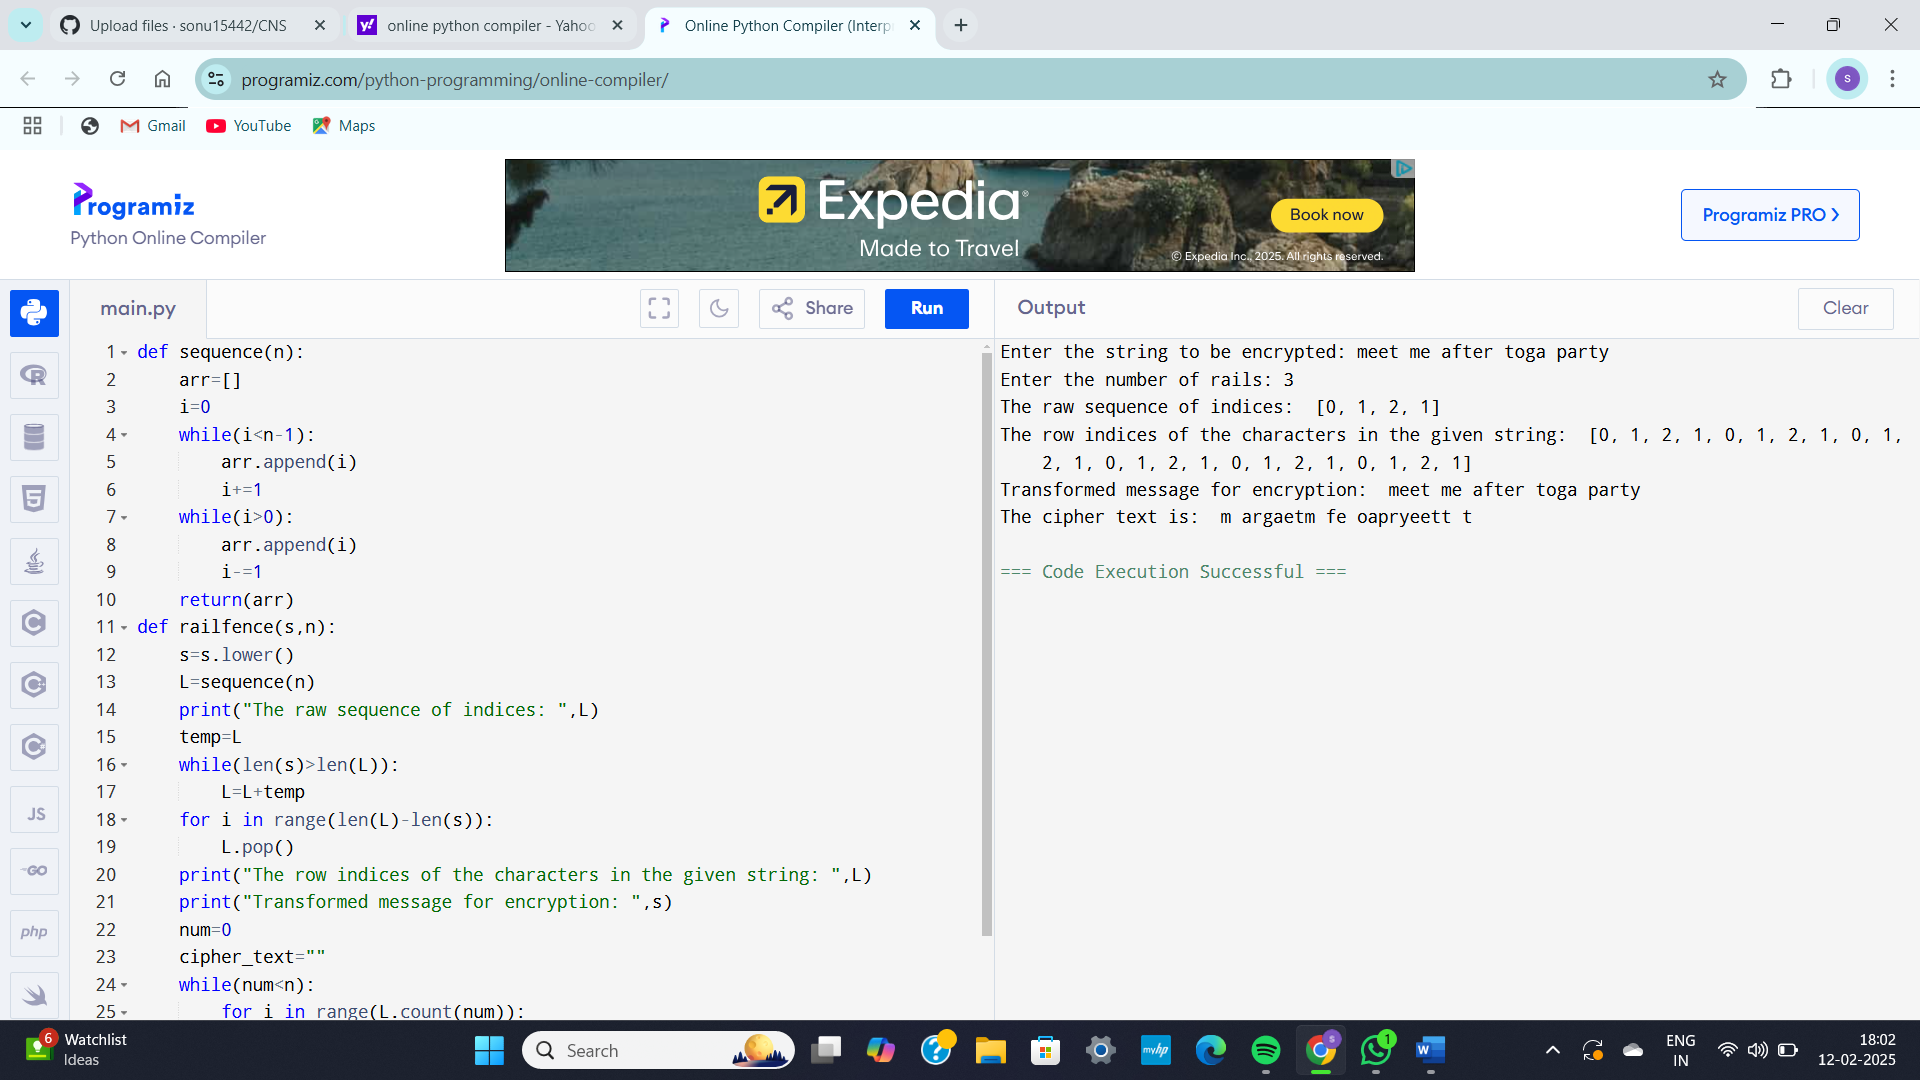 Upload files · sonu15442/CNS
online python compiler - Yahoo
Online Python Compiler (Interp
programiz.com/python-programming/online-compiler/
S
Gmail
YouTube
Maps
Programiz
Python Online Compiler
Expedia
Made to Travel
Book now
© Expedia Inc., 2025. All rights reserved.
Programiz PRO ›
main.py
Share
Run
Output
Clear
1 def sequence(n):
2 arr=[]
3 i=0
4 while(i<n-1):
5 arr.append(i)
6 i+=1
7 while(i>0):
8 arr.append(i)
9 i-=1
10 return(arr)
11 def railfence(s,n):
12 s=s.lower()
13 L=sequence(n)
14 print("The raw sequence of indices: ",L)
15 temp=L
16 while(len(s)>len(L)):
17 L=L+temp
18 for i in range(len(L)-len(s)):
19 L.pop()
20 print("The row indices of the characters in the given string: ",L)
21 print("Transformed message for encryption: ",s)
22 num=0
23 cipher_text=""
24 while(num<n):
25 for i in range(L.count(num)):
Enter the string to be encrypted: meet me after toga party
Enter the number of rails: 3
The raw sequence of indices:  [0, 1, 2, 1]
The row indices of the characters in the given string:  [0, 1, 2, 1, 0, 1, 2, 1, 0, 1,
2, 1, 0, 1, 2, 1, 0, 1, 2, 1, 0, 1, 2, 1]
Transformed message for encryption:  meet me after toga party
The cipher text is:  m argaetm fe oapryeett t
=== Code Execution Successful ===
JS
GO
php
6
Watchlist
Ideas
Search
myhp
S
1
W
ENG
IN
18:02
12-02-2025